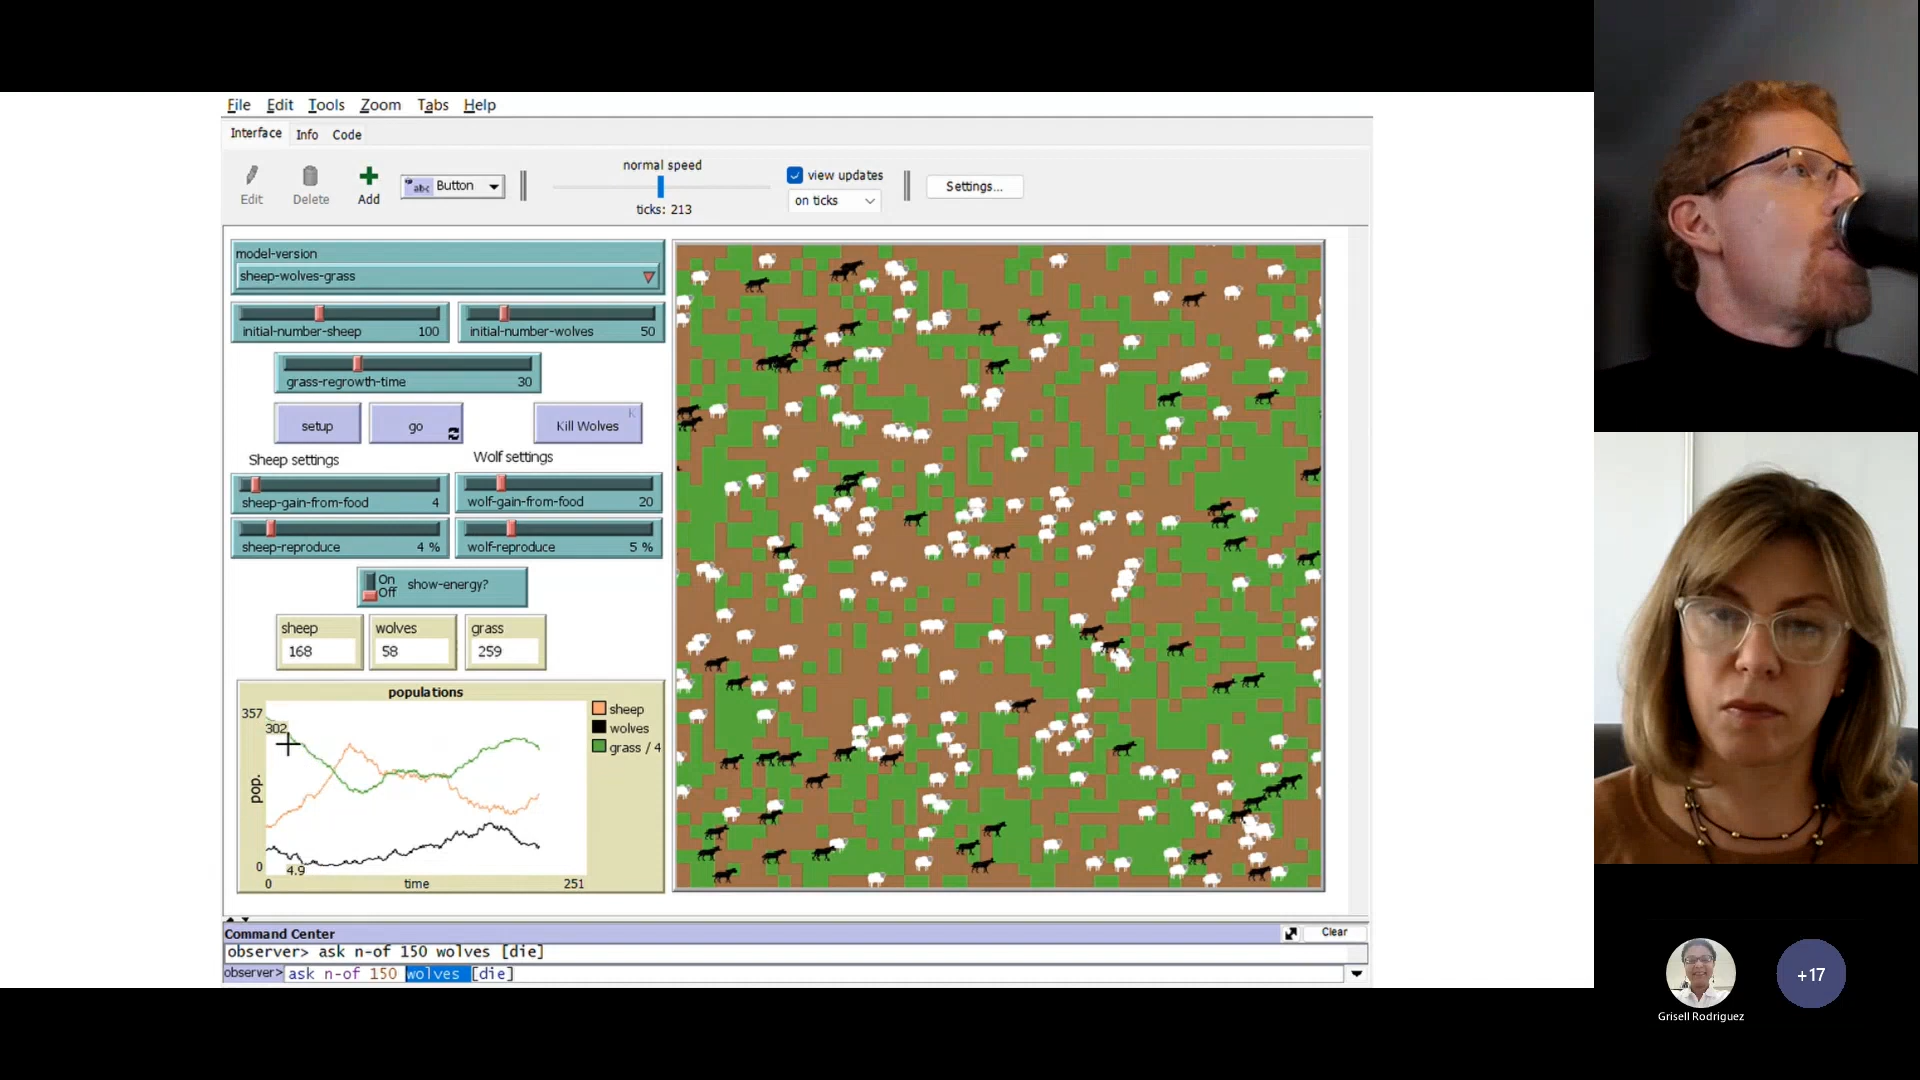 File Edit Tools Zoom Tabs Help
Interface Info Code
Edit Delete Add abc Button
normal speed
ticks: 213
view updates
on ticks
Settings...
model-version
sheep-wolves-grass
initial-number-sheep 100
initial-number-wolves 50
grass-regrowth-time 30
setup go K Kill Wolves
Sheep settings Wolf settings
sheep-gain-from-food 4
wolf-gain-from-food 20
sheep-reproduce 4 %
wolf-reproduce 5 %
On
Off
show-energy?
sheep wolves grass
168 58 259
populations
357
302
pop.
0
4.9
0 time 251
sheep
wolves
grass / 4
Command Center Clear
observer> ask n-of 150 wolves [die]
observer> ask n-of 150 wolves [die]
+17
Grisell Rodriguez